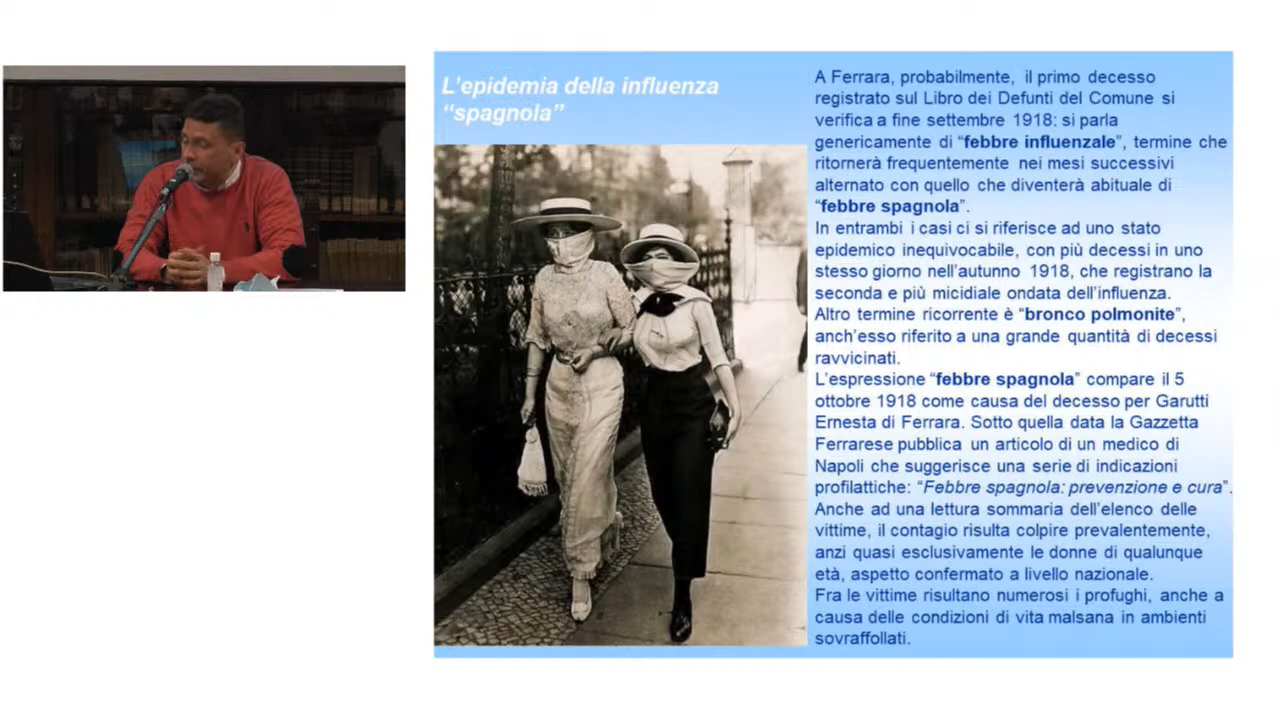 L'epidemia della influenza
“spagnola”
A Ferrara, probabilmente, il primo decesso
registrato sul Libro dei Defunti del Comune si
verifica a fine settembre 1918: si parla
genericamente di “febbre influenzale”, termine che
ritornerà frequentemente nei mesi successivi
alternato con quello che diventerà abituale di
“febbre spagnola”.
In entrambi i casi ci si riferisce ad uno stato
epidemico inequivocabile, con più decessi in uno
stesso giorno nell'autunno 1918, che registrano la
seconda e più micidiale ondata dell'influenza.
Altro termine ricorrente è “bronco polmonite”,
anch'esso riferito a una grande quantità di decessi
ravvicinati.
L'espressione “febbre spagnola” compare il 5
ottobre 1918 come causa del decesso per Garutti
Ernesta di Ferrara. Sotto quella data la Gazzetta
Ferrarese pubblica un articolo di un medico di
Napoli che suggerisce una serie di indicazioni
profilattiche: “Febbre spagnola: prevenzione e cura”.
Anche ad una lettura sommaria dell'elenco delle
vittime, il contagio risulta colpire prevalentemente,
anzi quasi esclusivamente le donne di qualunque
età, aspetto confermato a livello nazionale.
Fra le vittime risultano numerosi i profughi, anche a
causa delle condizioni di vita malsana in ambienti
sovraffollati.